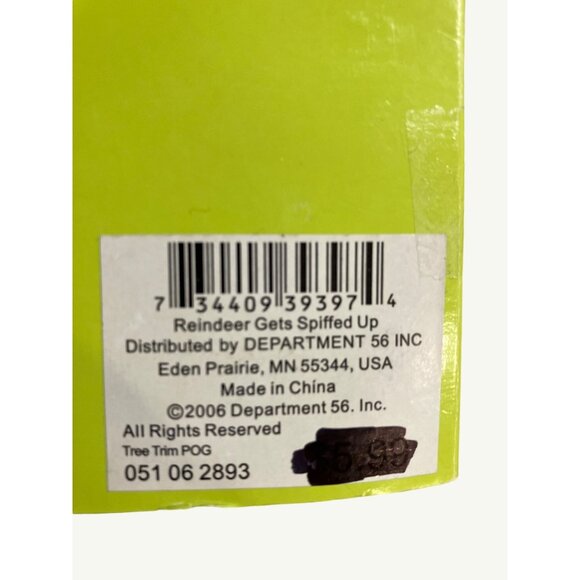 7 34409 39397 4
Reindeer Gets Spiffed Up
Distributed by DEPARTMENT 56 INC
Eden Prairie, MN 55344, USA
Made in China
©2006 Department 56. Inc.
All Rights Reserved
Tree Trim POG
051 06 2893